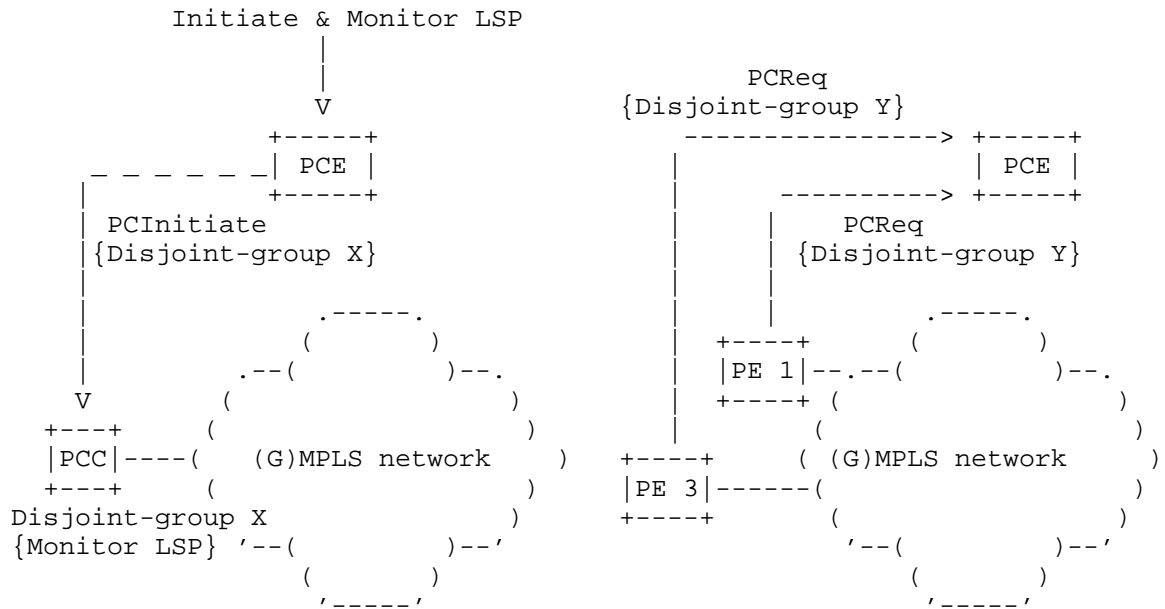 Initiate & Monitor LSP
PCReq
{Disjoint-group Y}
PCE
PCE
PCInitiate
{Disjoint-group X}
PCReq
{Disjoint-group Y}
PE 1
PCC
(G)MPLS network
(G)MPLS network
PE 3
Disjoint-group X
{Monitor LSP}